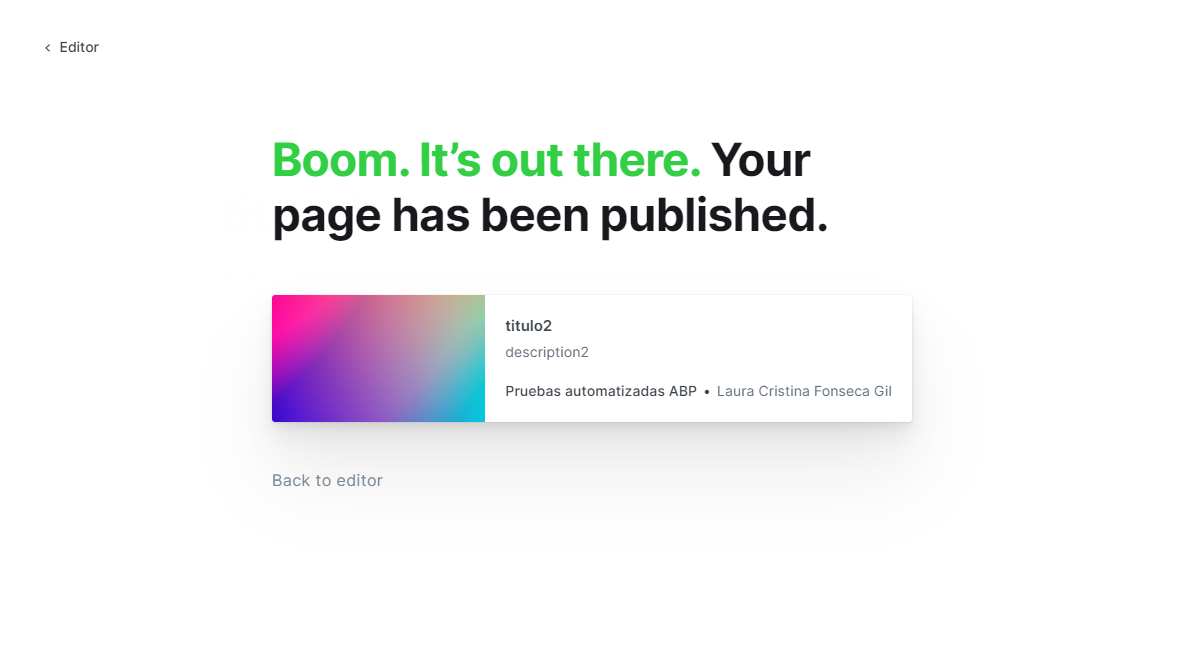 Editor
Boom. It’s out there. Your
page has been published.
titulo2
description2
Pruebas automatizadas ABP • Laura Cristina Fonseca Gil
Back to editor